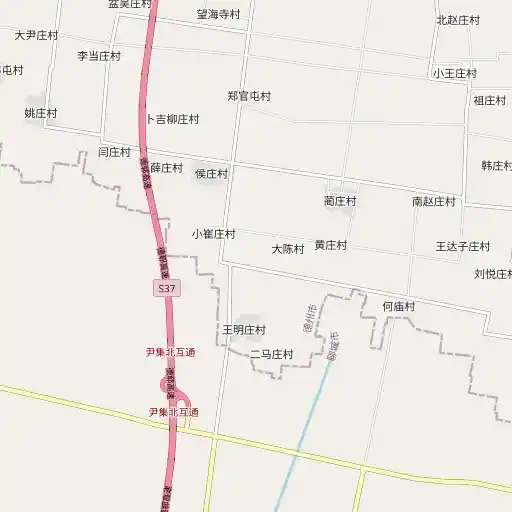 盆吴庄村
望海寺村
北赵庄村
大尹庄村
李当庄村
屯村
小王庄村
郑官屯村
祖庄村
姚庄村
卜吉柳庄村
闫庄村
薛庄村
侯庄村
韩庄村
蔺庄村
南赵庄村
小崔庄村
大陈村
黄庄村
王达子庄村
刘悦庄村
S37
何庙村
德州市
王明庄村
聊城市
尹集北互通
二马庄村
尹集北互通